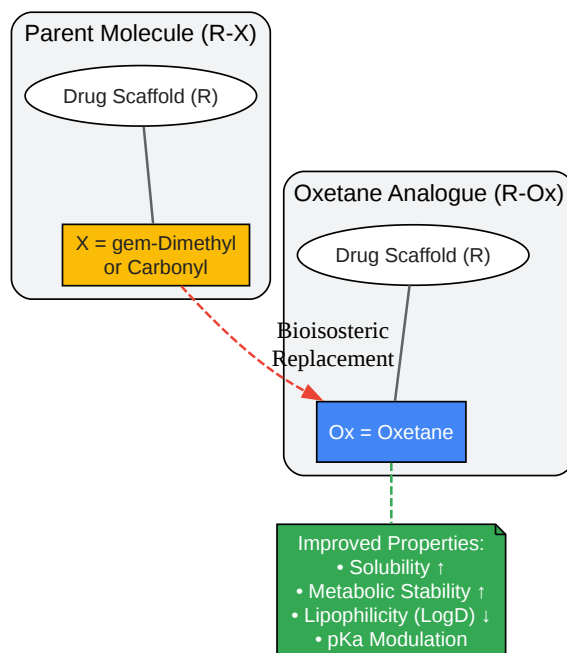 Parent Molecule (R-X)
Drug Scaffold (R)
X = gem-Dimethyl
or Carbonyl
Oxetane Analogue (R-Ox)
Drug Scaffold (R)
Bioisosteric
Replacement
Ox = Oxetane
Improved Properties:
• Solubility ↑
• Metabolic Stability ↑
• Lipophilicity (LogD) ↓
• pKa Modulation